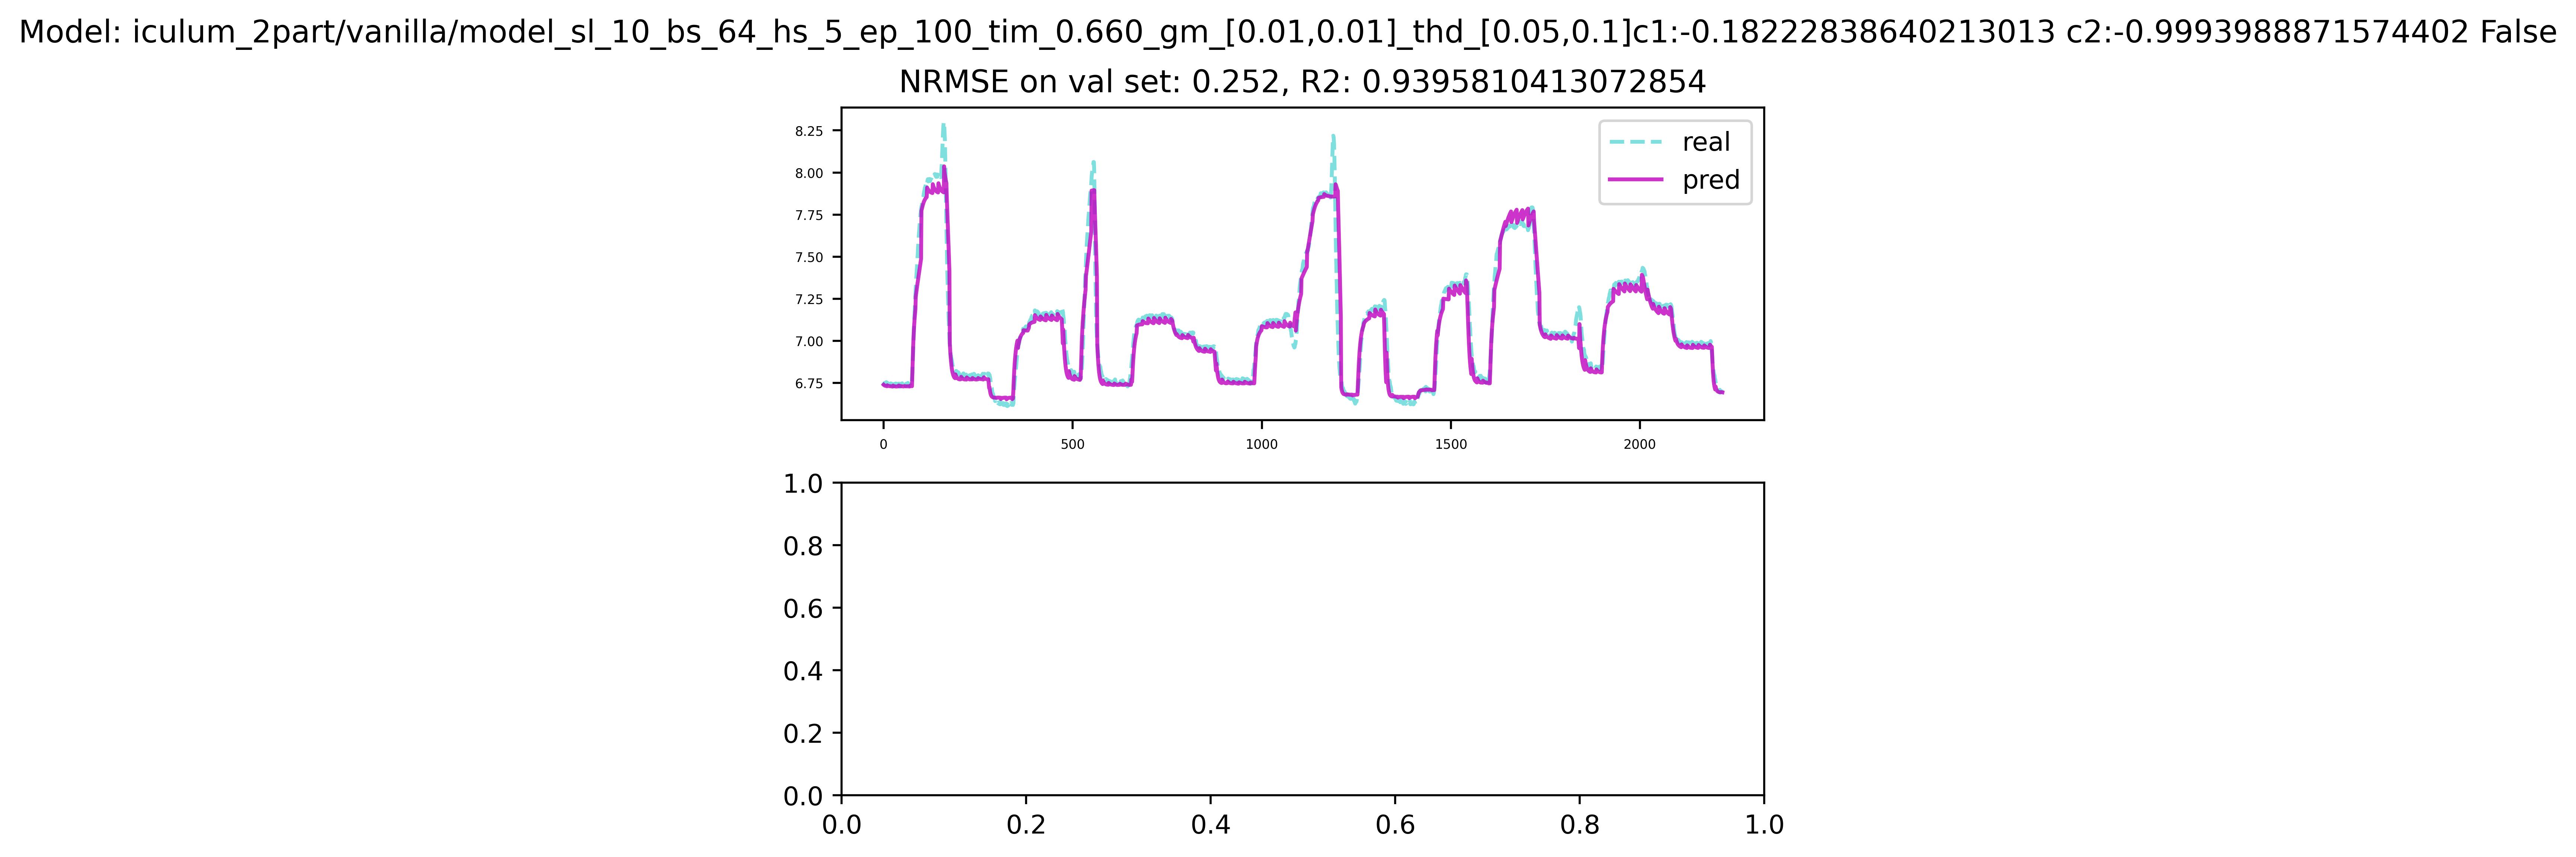 Model: iculum_2part/vanilla/model_sl_10_bs_64_hs_5_ep_100_tim_0.660_gm_[0.01,0.01]_thd_[0.05,0.1]c1:-0.18222838640213013 c2:-0.9993988871574402 False
NRMSE on val set: 0.252, R2: 0.9395810413072854
8.25
8.00
7.75
7.50
7.25
7.00
6.75
real
pred
0 500 1000 1500 2000
1.0
0.8
0.6
0.4
0.2
0.0
0.0 0.2 0.4 0.6 0.8 1.0